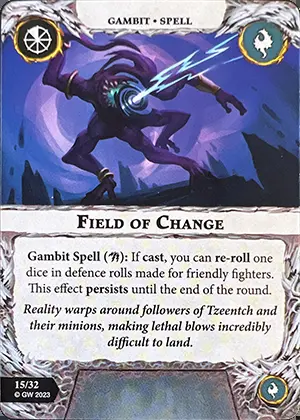 GAMBIT • SPELL
FIELD OF CHANGE
Gambit Spell (): If cast, you can re-roll one
dice in defence rolls made for friendly fighters.
This effect persists until the end of the round.
Reality warps around followers of Tzeentch and
their minions, making lethal blows incredibly
difficult to land.
15/32
© GW 2023